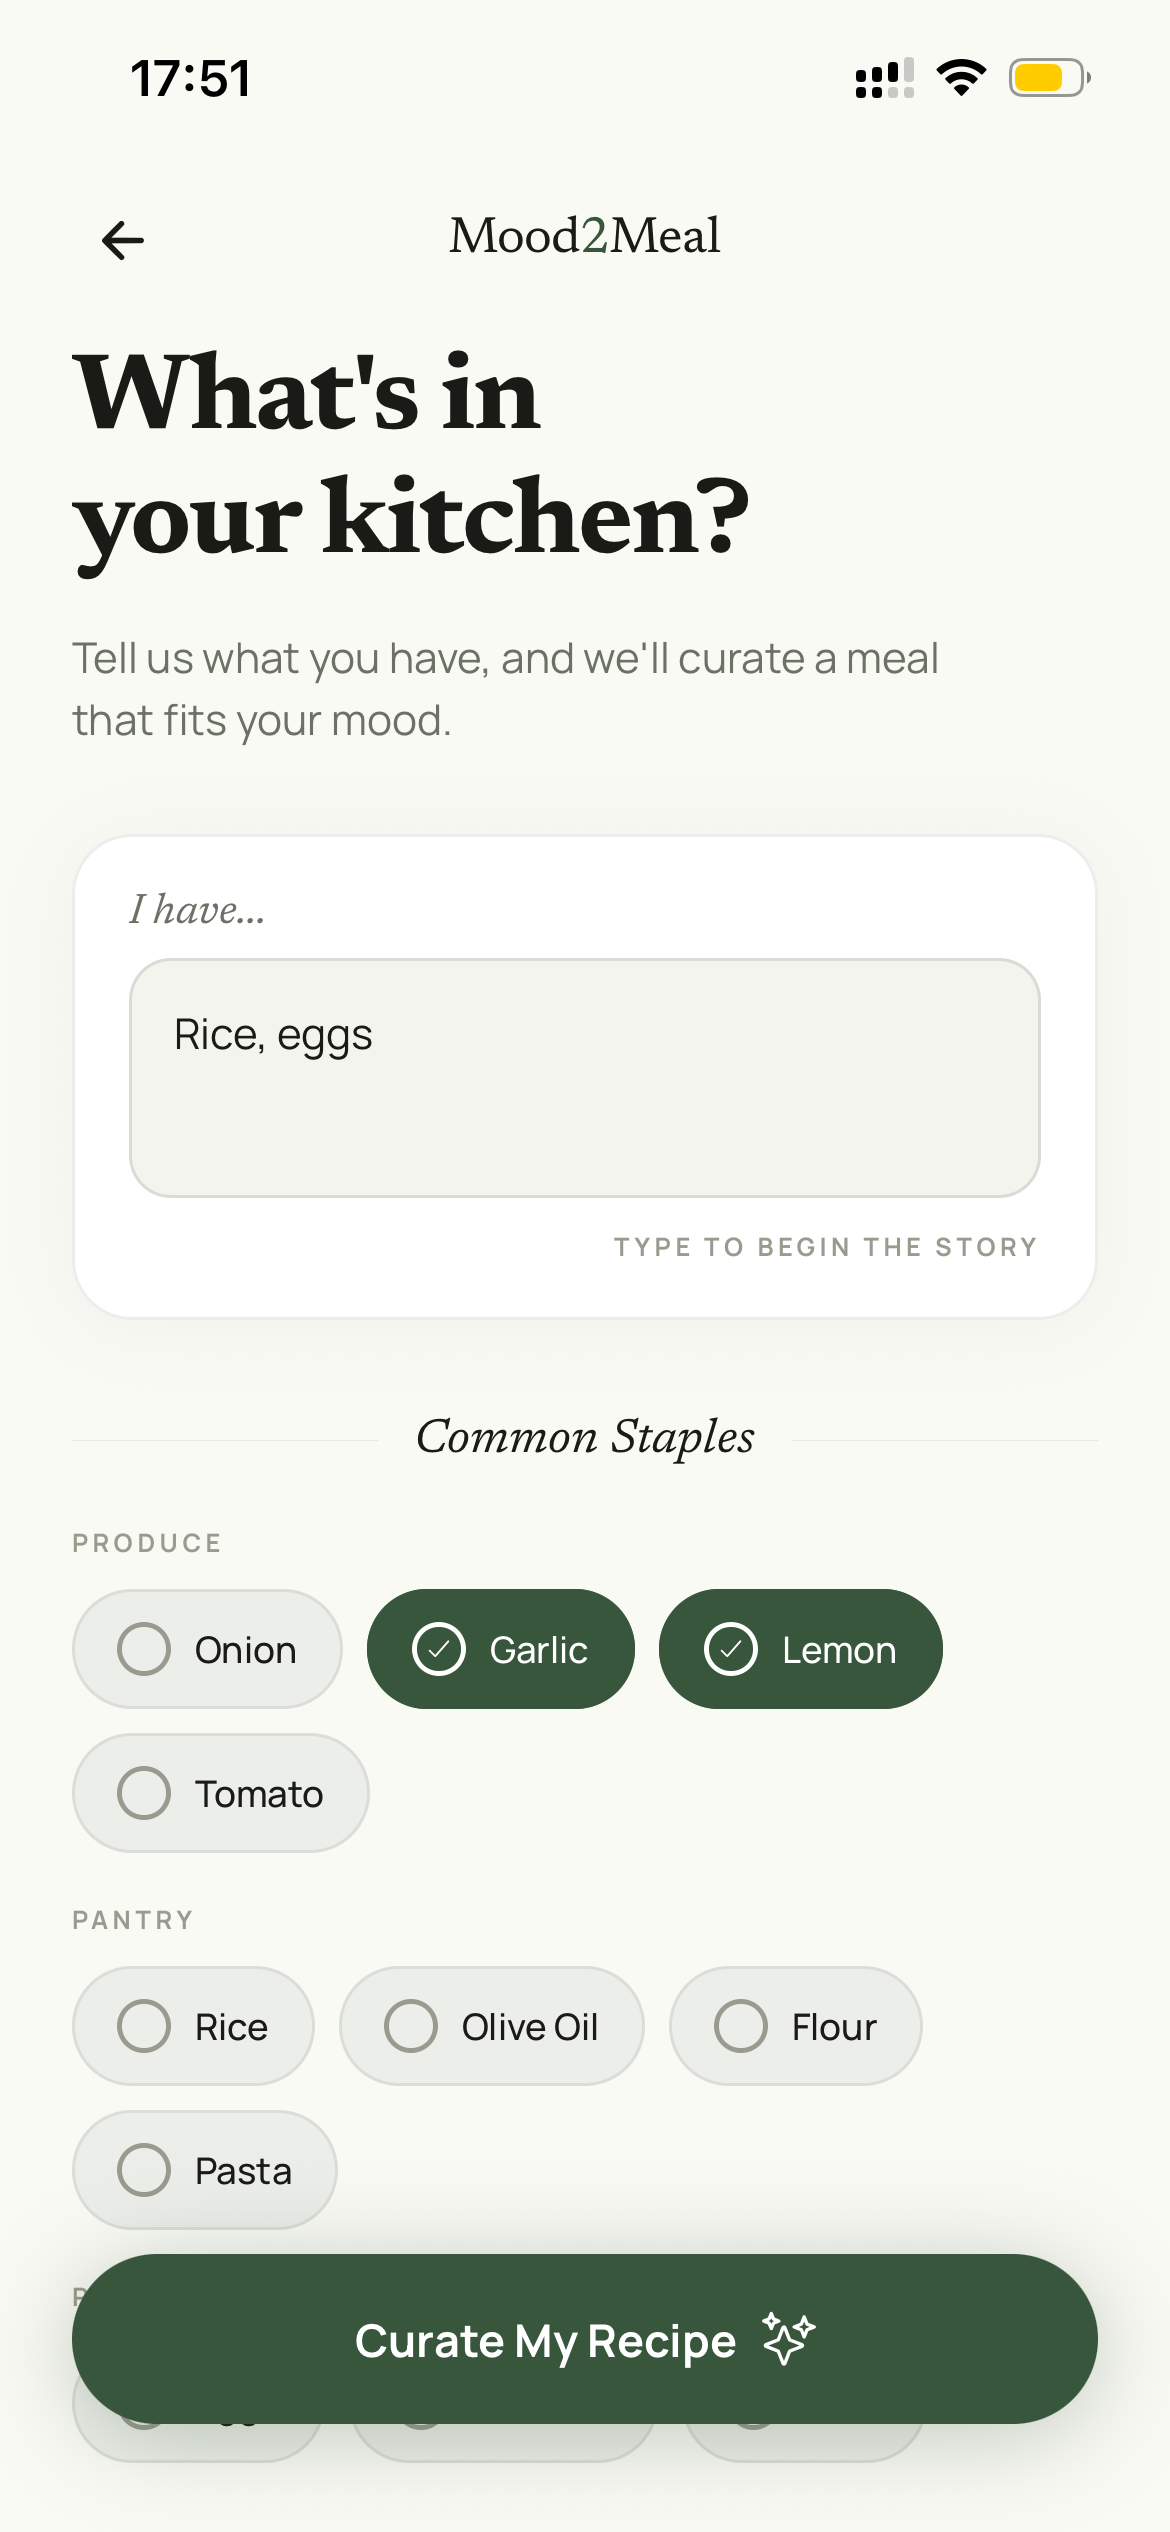 17:51
Mood2Meal
What's in
your kitchen?
Tell us what you have, and we'll curate a meal
that fits your mood.
I have...
Rice, eggs
TYPE TO BEGIN THE STORY
Common Staples
PRODUCE
Onion
Garlic
Lemon
Tomato
PANTRY
Rice
Olive Oil
Flour
Pasta
Curate My Recipe